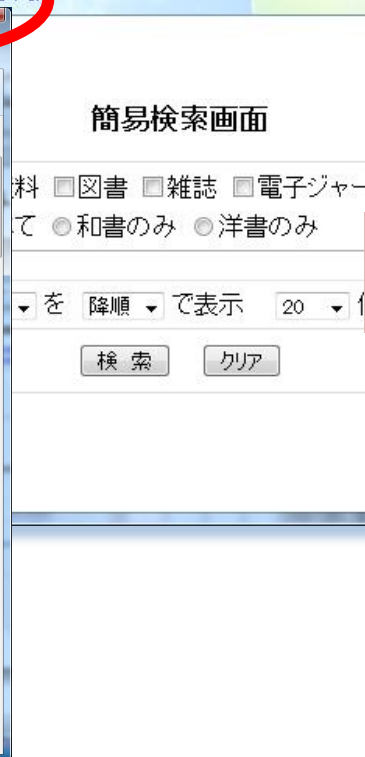 簡易検索画面
料 図書 雑誌 電子ジャー
て 和書のみ 洋書のみ
を 降順 で表示 20
検 索 クリア